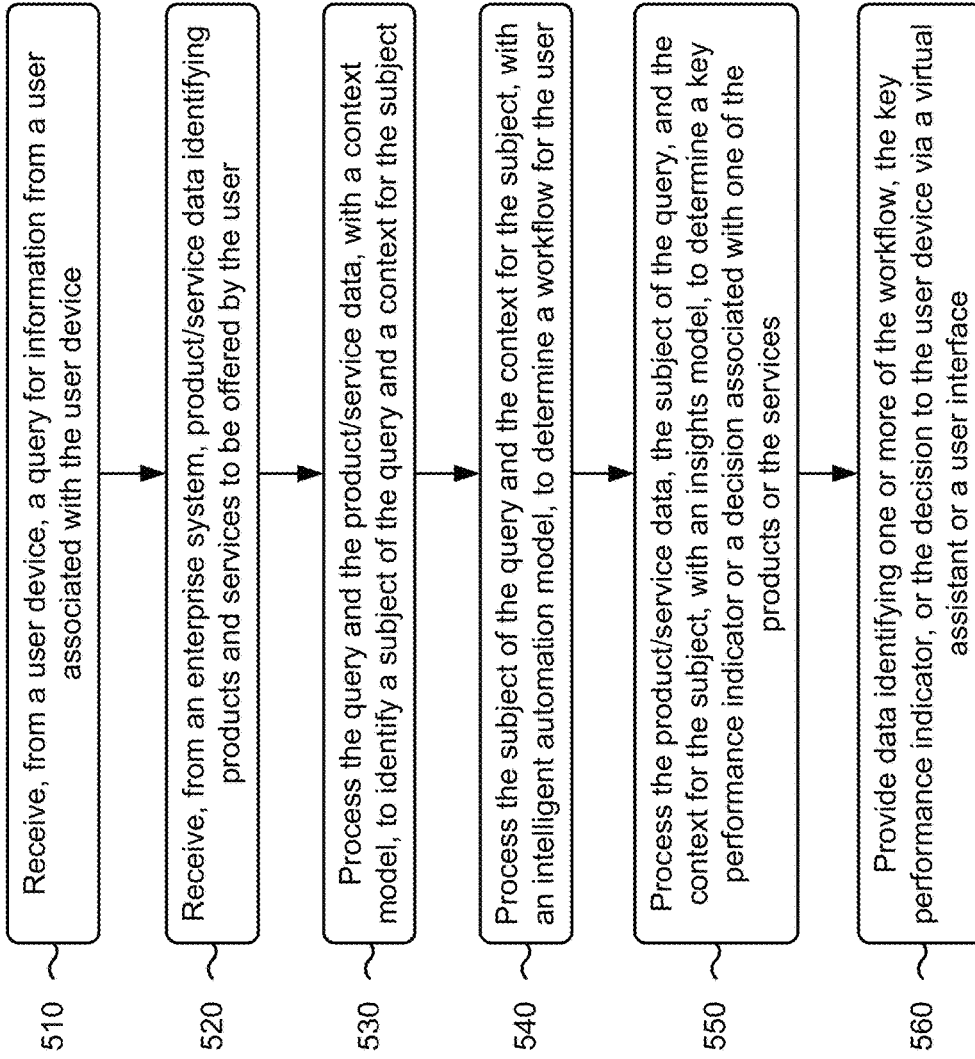 510
Receive, from a user device, a query for information from a user
associated with the user device
520
Receive, from an enterprise system, product/service data identifying
products and services to be offered by the user
530
Process the query and the product/service data, with a context
model, to identify a subject of the query and a context for the subject
540
Process the subject of the query and the context for the subject, with
an intelligent automation model, to determine a workflow for the user
550
Process the product/service data, the subject of the query, and the
context for the subject, with an insights model, to determine a key
performance indicator or a decision associated with one of the
products or the services
560
Provide data identifying one or more of the workflow, the key
performance indicator, or the decision to the user device via a virtual
assistant or a user interface